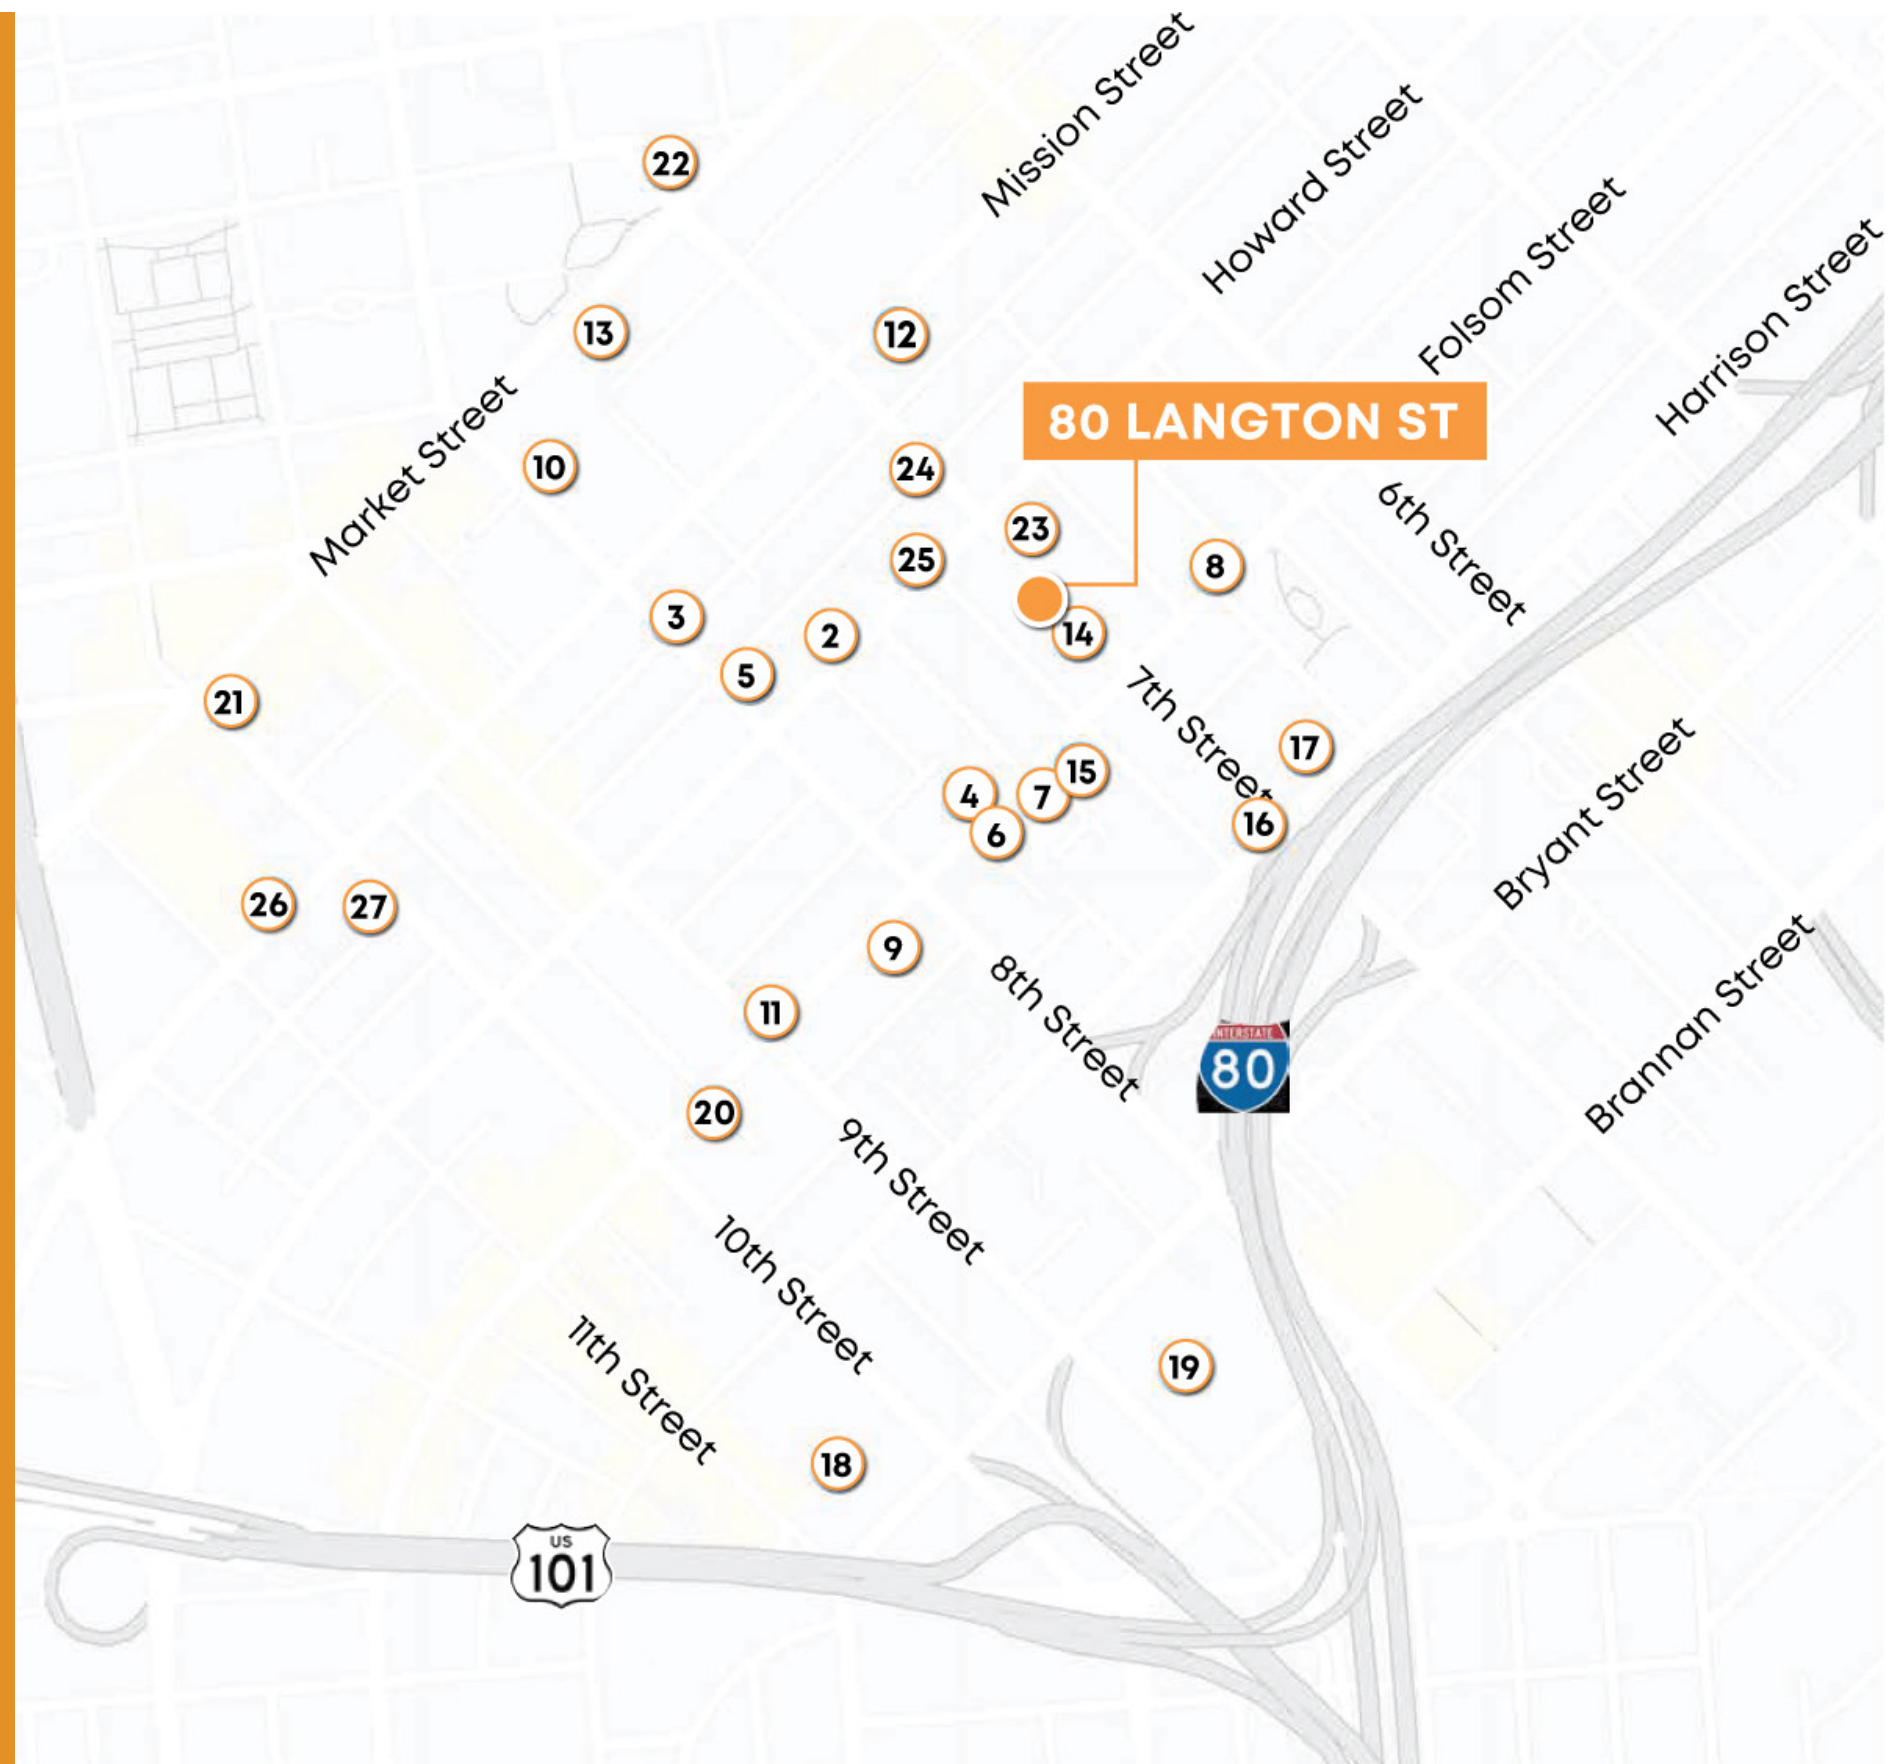 Mission Street
Howard Street
22
Folsom Street
Harrison Street
13
12
80 LANGTON ST
Market Street
10
24
6th Street
23
25
8
3
2
14
5
7th Street
21
17
15
4
7
16
6
Bryant Street
26
27
9
8th Street
Brannan Street
11
INTERSTATE
80
20
9th Street
10th Street
11th Street
19
18
US
101